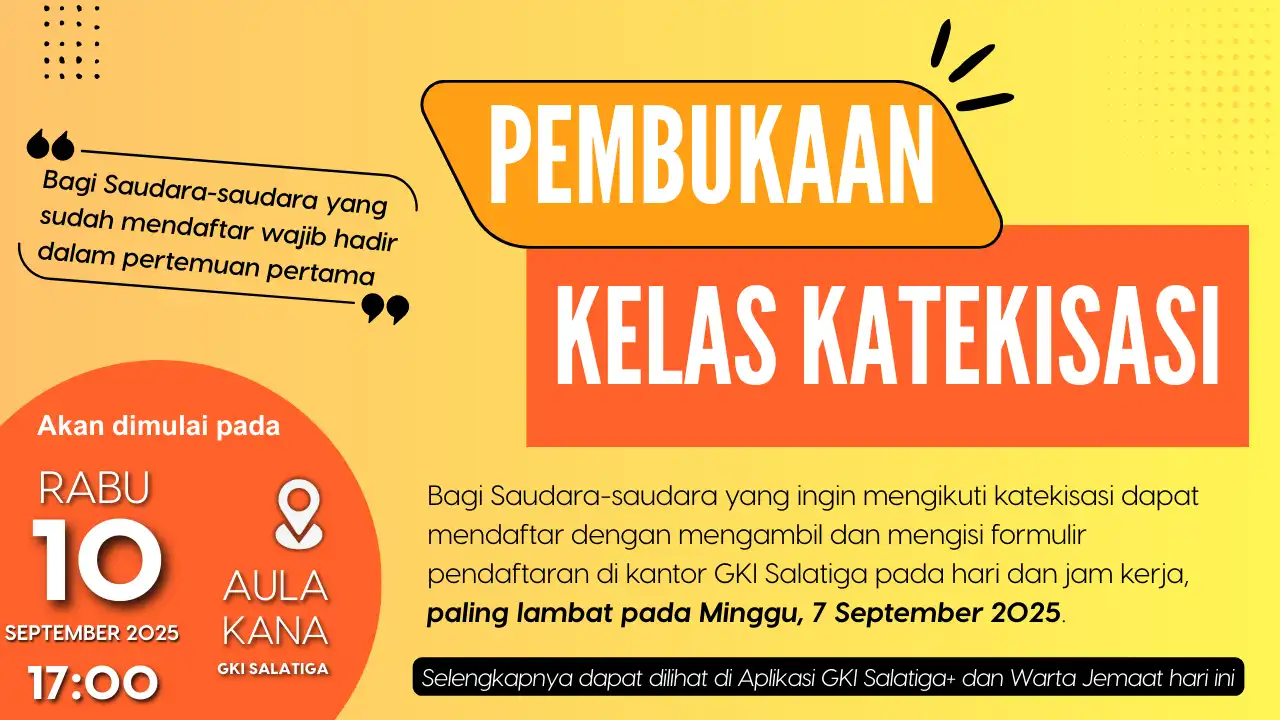 PEMBUKAAN
KELAS KATEKISASI
Bagi Saudara-saudara yang
sudah mendaftar wajib hadir
dalam pertemuan pertama
Akan dimulai pada
RABU
10
SEPTEMBER 2025
17:00
AULA
KANA
GKI SALATIGA
Bagi Saudara-saudara yang ingin mengikuti katekisasi dapat
mendaftar dengan mengambil dan mengisi formulir
pendaftaran di kantor GKI Salatiga pada hari dan jam kerja,
paling lambat pada Minggu, 7 September 2025.
Selengkapnya dapat dilihat di Aplikasi GKI Salatiga+ dan Warta Jemaat hari ini